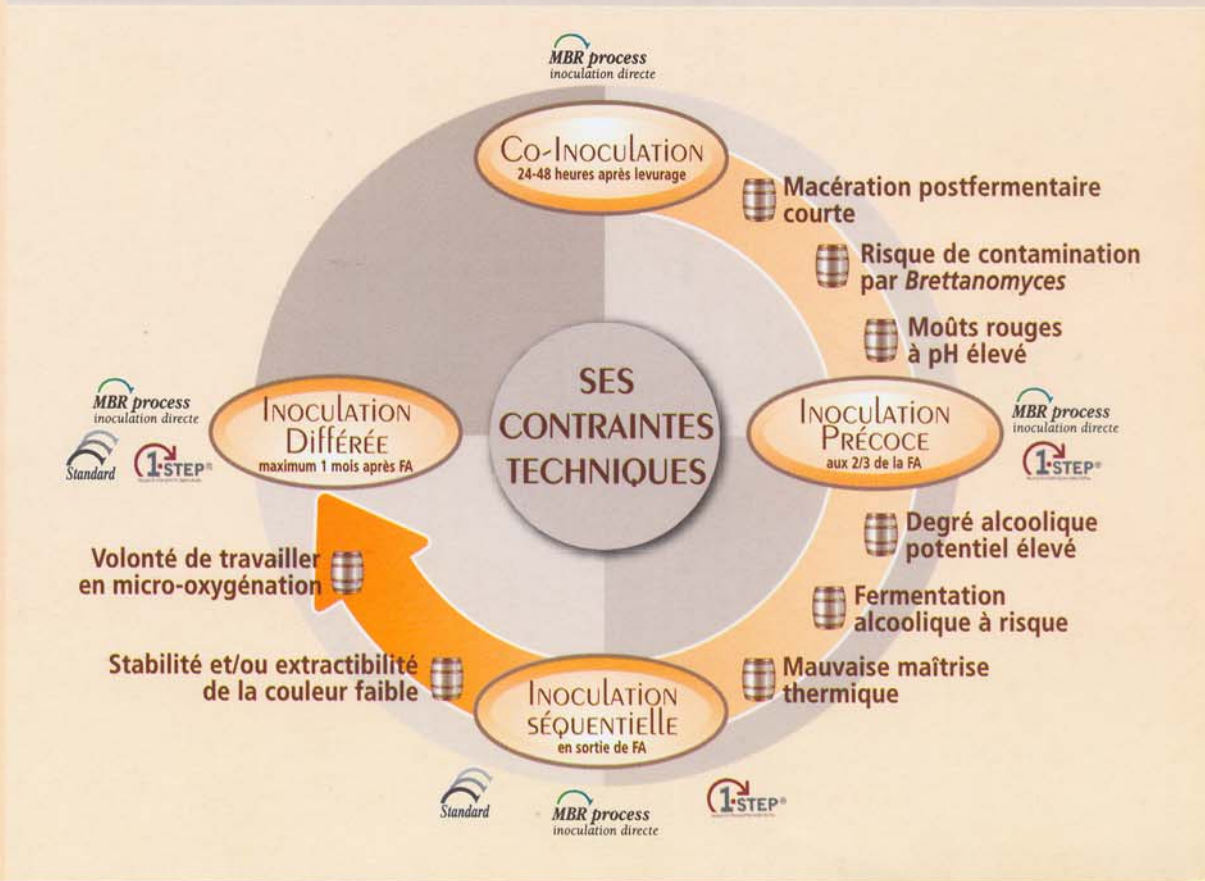 MBR process
inoculation directe
CO-INOCULATION
24-48 heures après levurage
Macération postfermentaire
courte
Risque de contamination
par Brettanomyces
Moûts rouges
à pH élevé
SES
CONTRAINTES
TECHNIQUES
INOCULATION
PRÉCOCE
aux 2/3 de la FA
MBR process
inoculation directe
1-STEP®
Degré alcoolique
potentiel élevé
Fermentation
alcoolique à risque
Mauvaise maîtrise
thermique
INOCULATION
SÉQUENTIELLE
en sortie de FA
Standard
MBR process
inoculation directe
1-STEP®
Stabilité et/ou extractibilité
de la couleur faible
Volonté de travailler
en micro-oxygénation
INOCULATION
DIFFÉRÉE
maximum 1 mois après FA
MBR process
inoculation directe
Standard
1-STEP®